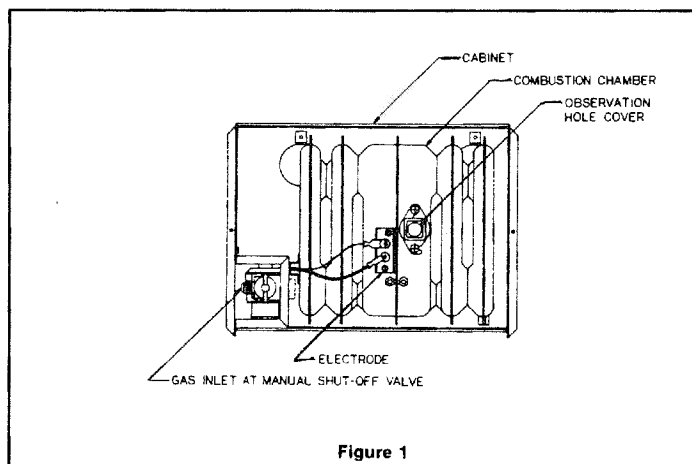 CABINET
COMBUSTION CHAMBER
OBSERVATION
HOLE COVER
ELECTRODE
GAS INLET AT MANUAL SHUT-OFF VALVE
Figure 1